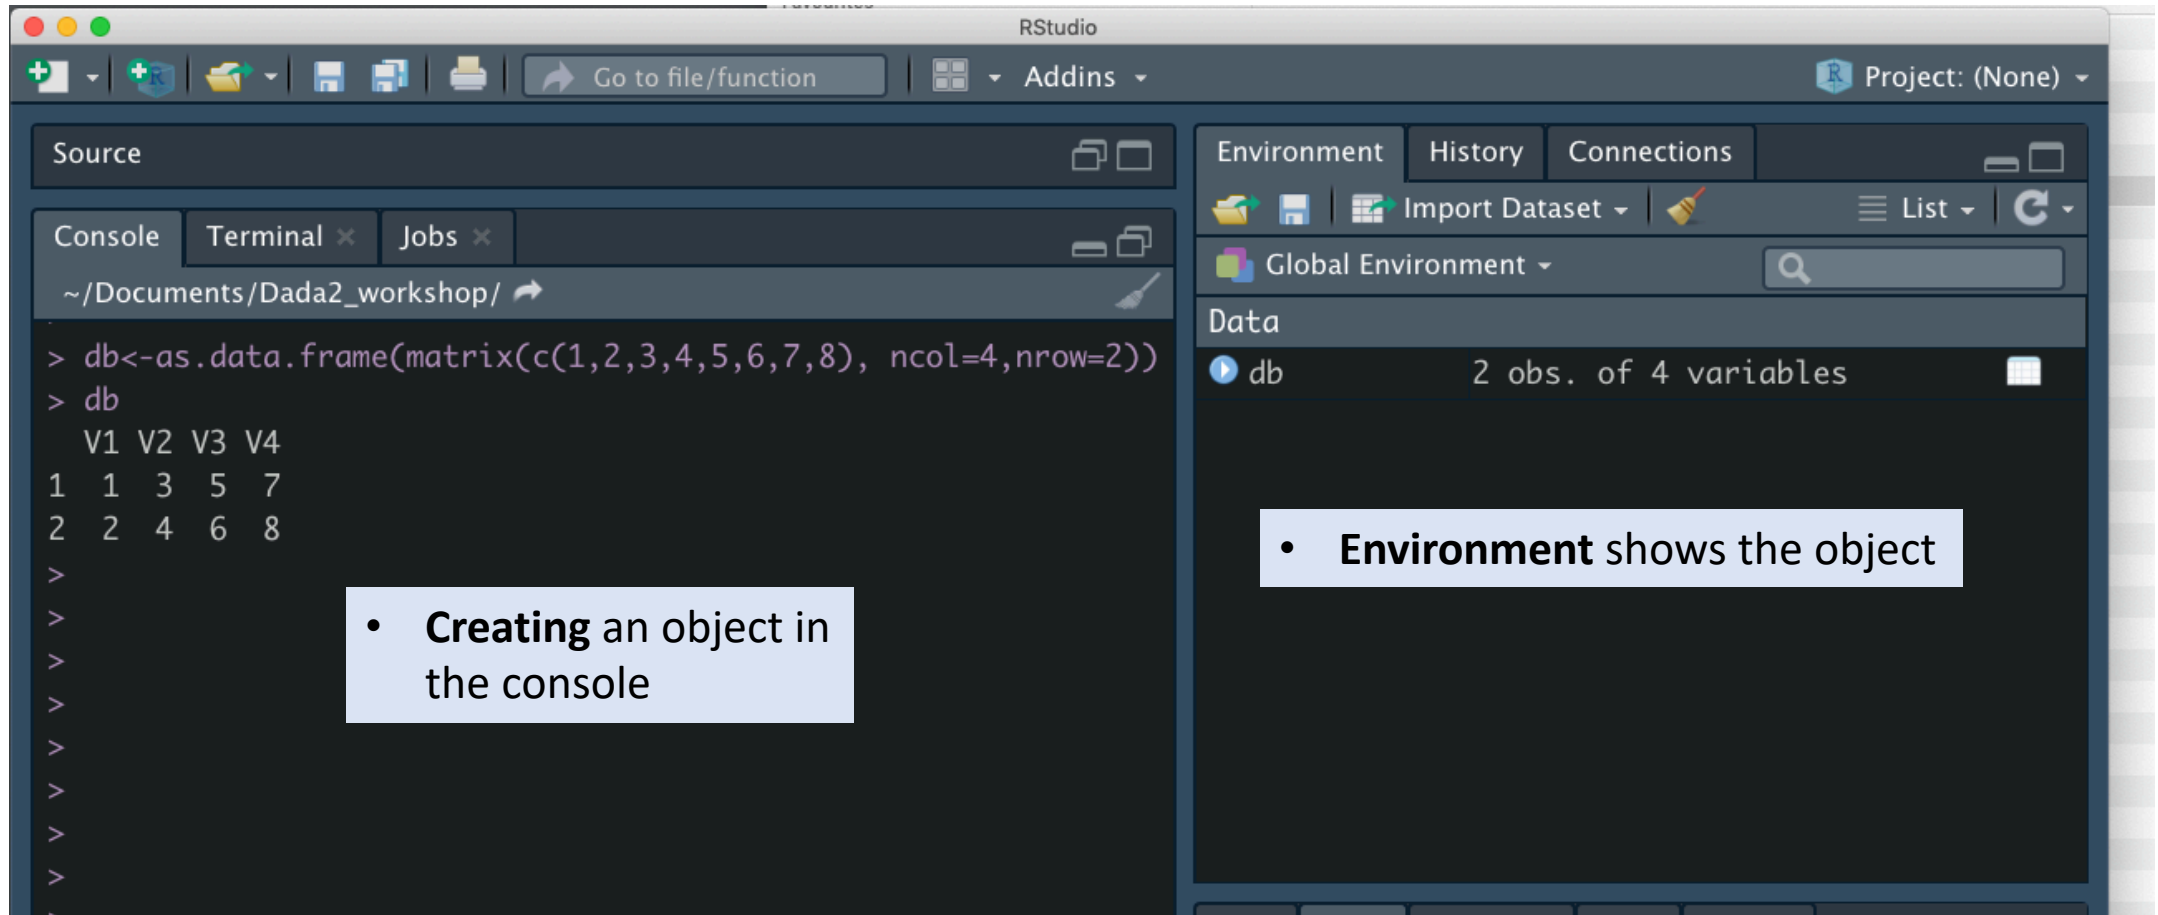 RStudio
Go to file/function
Addins
Project: (None)
Source
Console Terminal Jobs
~/Documents/Dada2_workshop/
> db<-as.data.frame(matrix(c(1,2,3,4,5,6,7,8), ncol=4,nrow=2))
> db
V1 V2 V3 V4
1 1 3 5 7
2 2 4 6 8
>
>
>
>
>
>
>
>
• Creating an object in
the console
Environment History Connections
Import Dataset
List
Global Environment
Data
db 2 obs. of 4 variables
• Environment shows the object